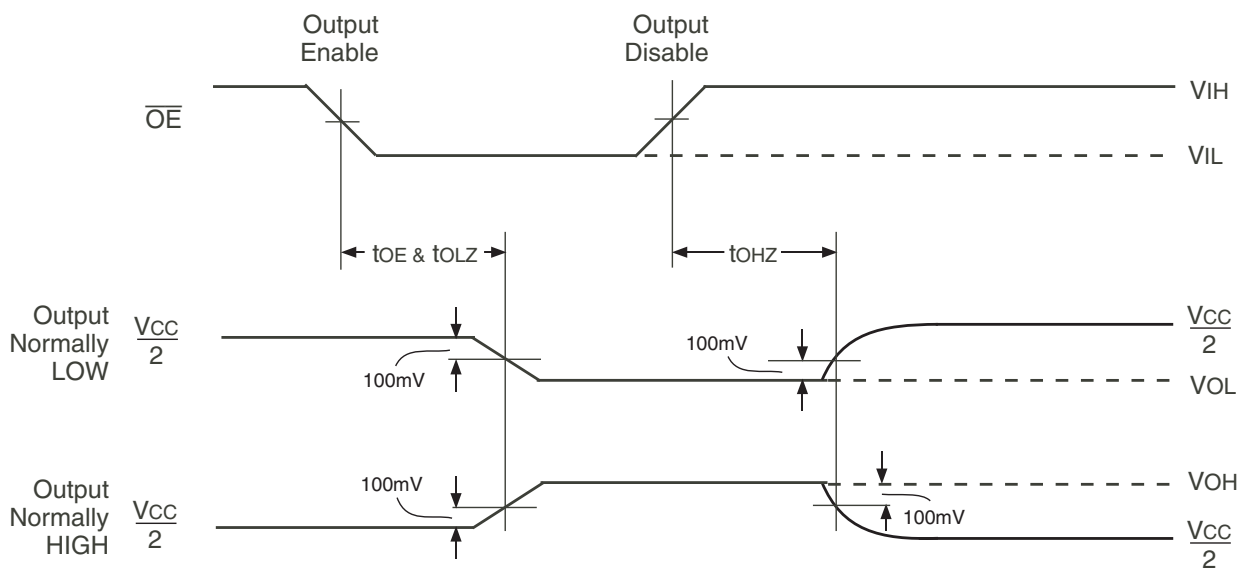 Output
Enable
Output
Disable
OE
VIH
VIL
tOE & tOLZ
tOHZ
Output
Normally
LOW
VCC
2
100mV
100mV
VCC
2
VOL
Output
Normally
HIGH
VCC
2
100mV
VOH
100mV
VCC
2